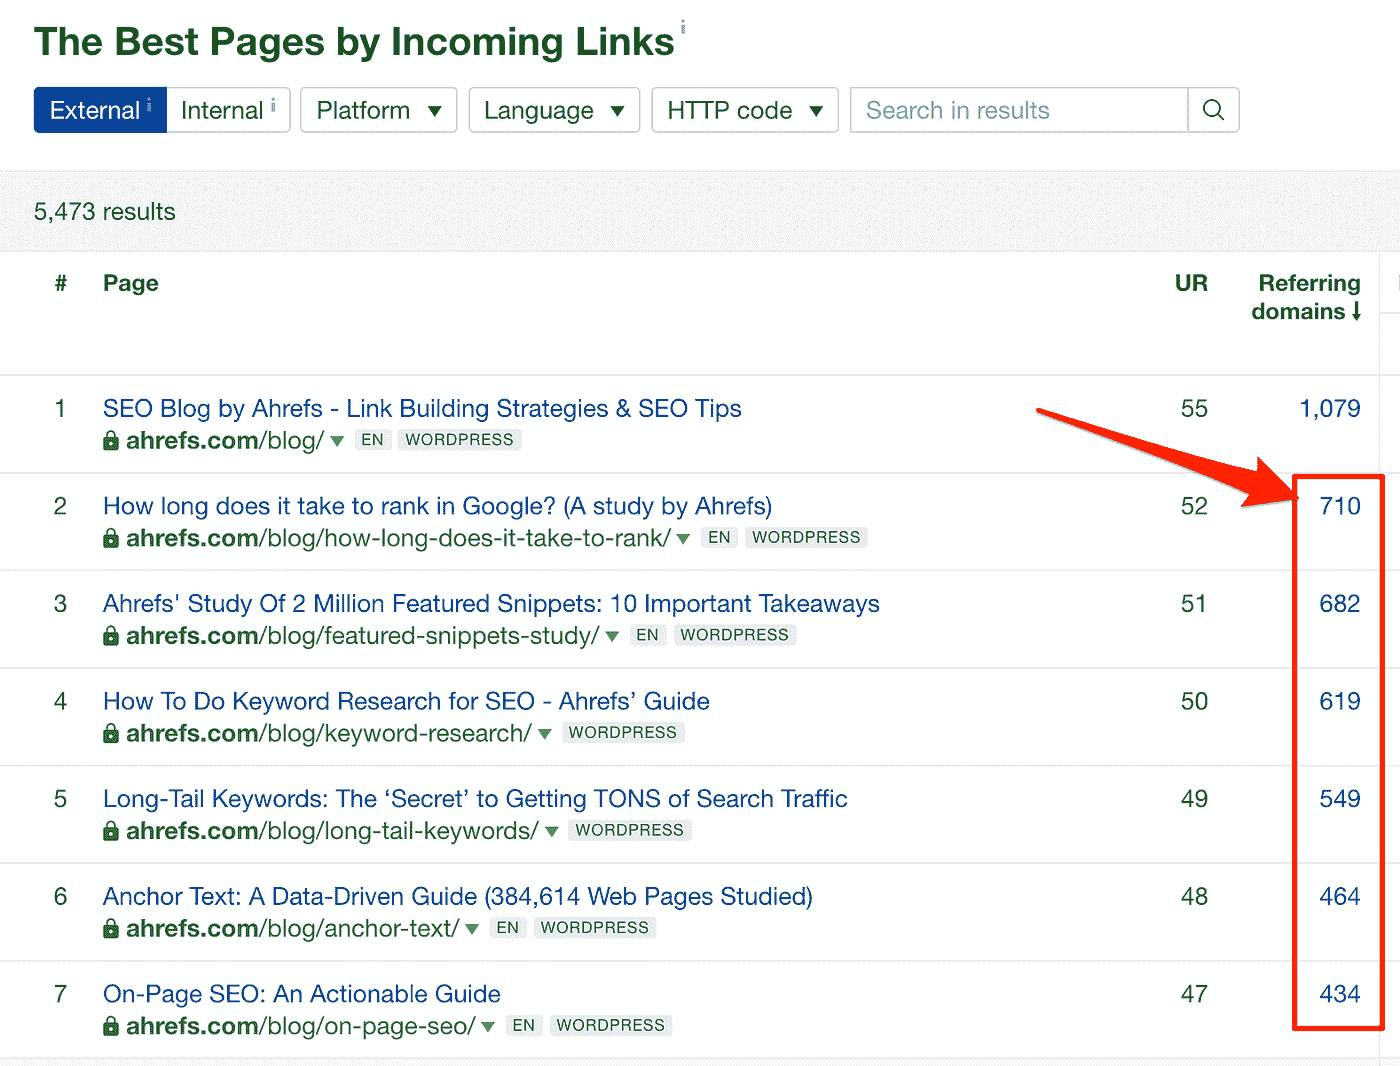 The Best Pages by Incoming Links i
External i Internal i Platform ▼ Language ▼ HTTP code ▼ Search in results
5,473 results
# Page UR Referring domains ↓
1 SEO Blog by Ahrefs - Link Building Strategies & SEO Tips 55 1,079
ahrefs.com/blog/ ▼ EN WORDPRESS
2 How long does it take to rank in Google? (A study by Ahrefs) 52 710
ahrefs.com/blog/how-long-does-it-take-to-rank/ ▼ EN WORDPRESS
3 Ahrefs' Study Of 2 Million Featured Snippets: 10 Important Takeaways 51 682
ahrefs.com/blog/featured-snippets-study/ ▼ EN WORDPRESS
4 How To Do Keyword Research for SEO - Ahrefs’ Guide 50 619
ahrefs.com/blog/keyword-research/ ▼ WORDPRESS
5 Long-Tail Keywords: The ‘Secret’ to Getting TONS of Search Traffic 49 549
ahrefs.com/blog/long-tail-keywords/ ▼ WORDPRESS
6 Anchor Text: A Data-Driven Guide (384,614 Web Pages Studied) 48 464
ahrefs.com/blog/anchor-text/ ▼ EN WORDPRESS
7 On-Page SEO: An Actionable Guide 47 434
ahrefs.com/blog/on-page-seo/ ▼ EN WORDPRESS